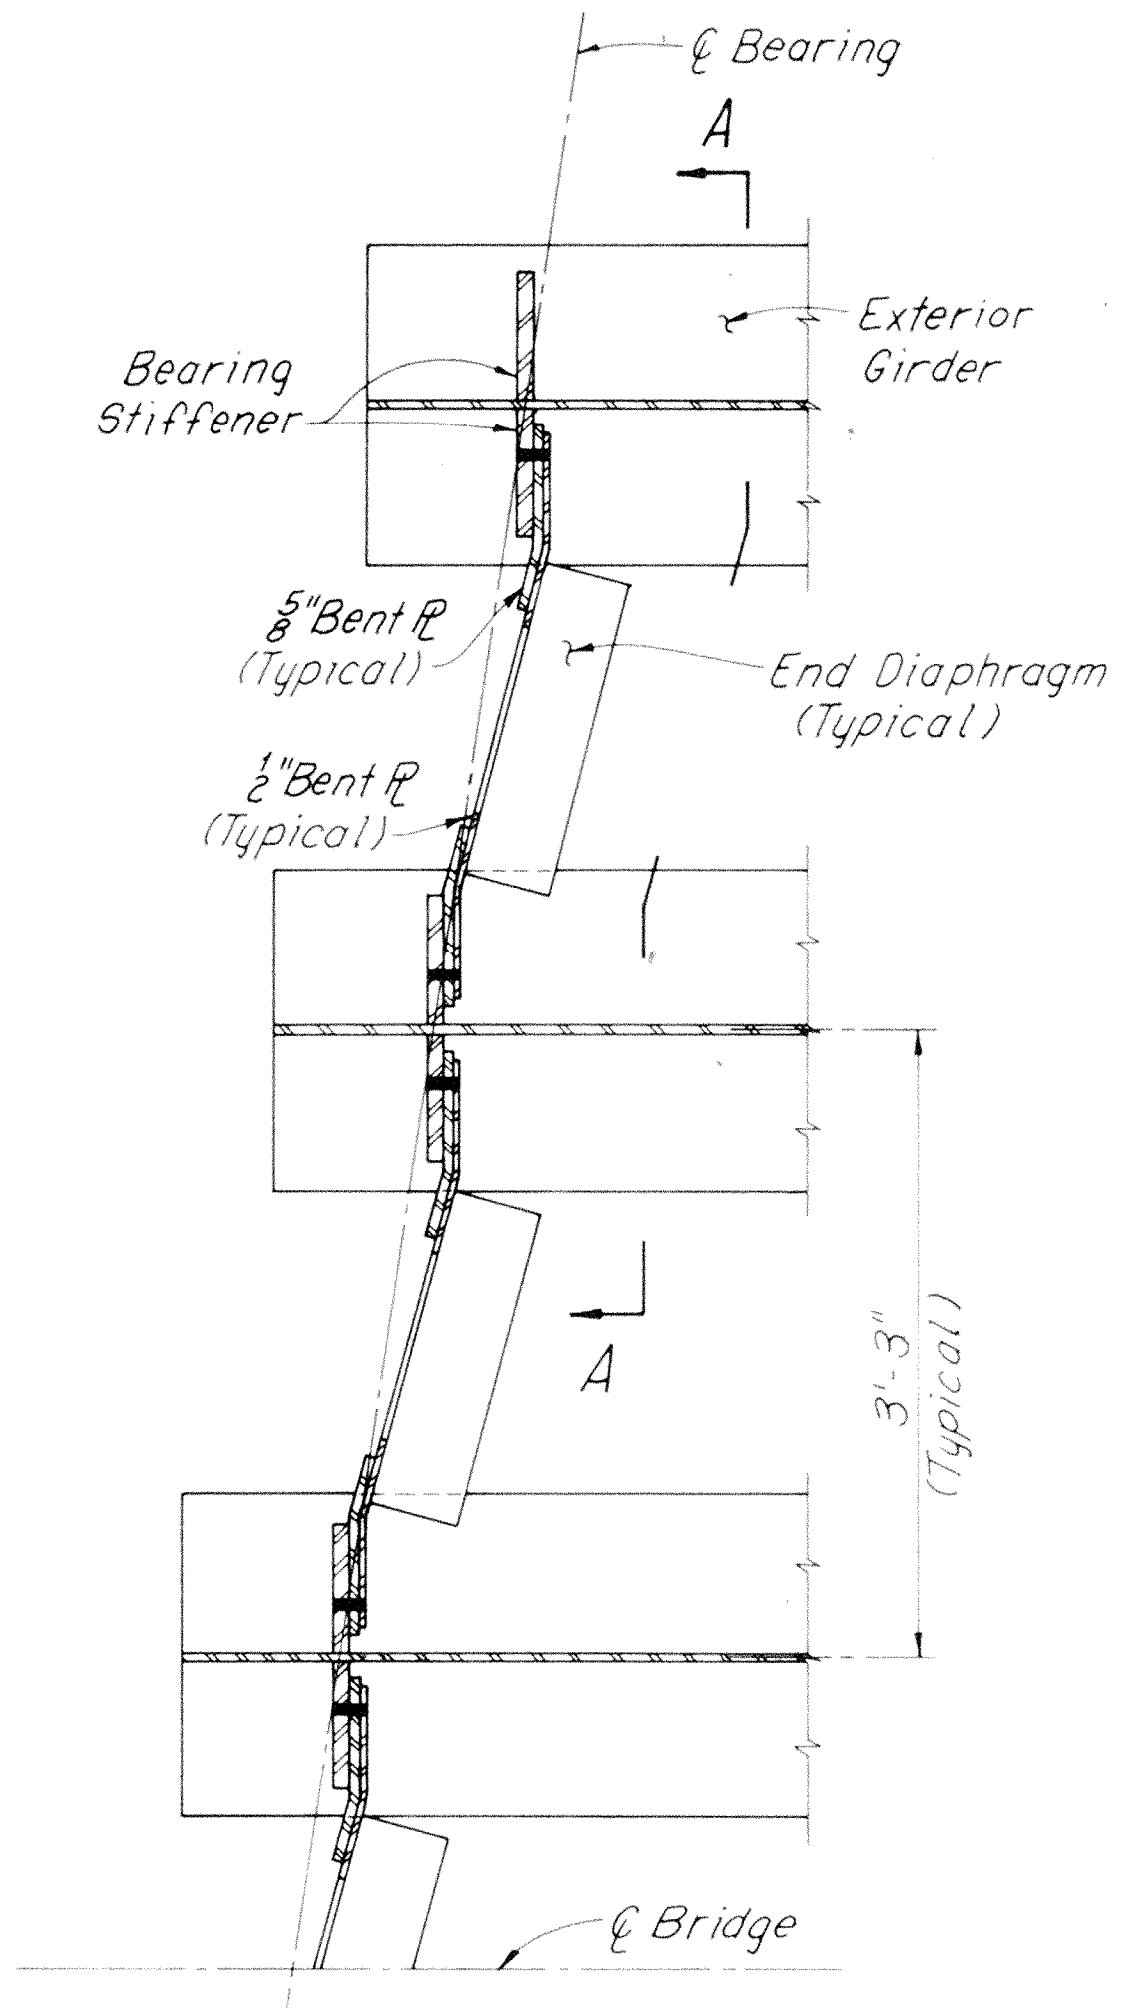 ℄ Bearing
A
Exterior
Girder
Bearing
Stiffener
5/8" Bent ℞
(Typical)
End Diaphragm
(Typical)
1/2" Bent ℞
(Typical)
A
3'-3"
(Typical)
℄ Bridge